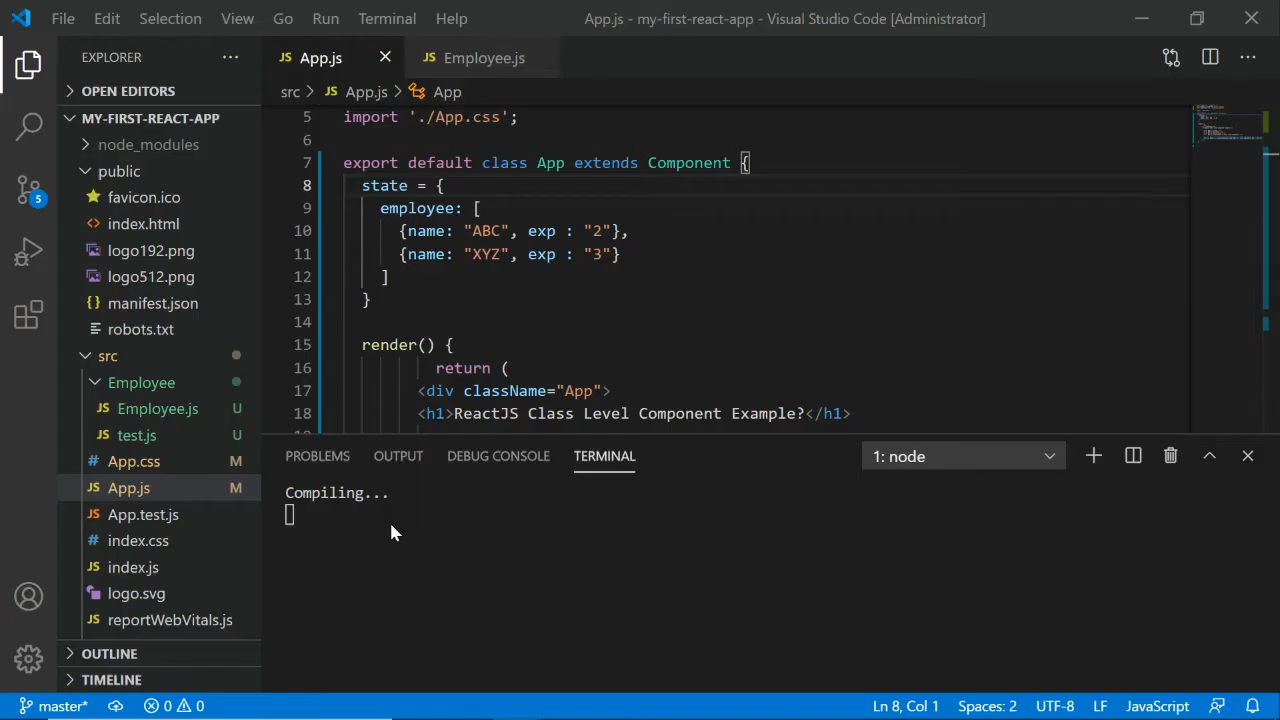 File Edit Selection View Go Run Terminal Help App.js - my-first-react-app - Visual Studio Code [Administrator]
EXPLORER
OPEN EDITORS
MY-FIRST-REACT-APP
node_modules
public
favicon.ico
index.html
logo192.png
logo512.png
manifest.json
robots.txt
src
Employee
JS Employee.js U
JS test.js U
# App.css M
JS App.js M
JS App.test.js
# index.css
JS index.js
logo.svg
JS reportWebVitals.js
OUTLINE
TIMELINE
5
JS App.js JS Employee.js
src > JS App.js > App
5 import './App.css';
6
7 export default class App extends Component {
8 state = {
9 employee: [
10 {name: "ABC", exp : "2"},
11 {name: "XYZ", exp : "3"}
12 ]
13 }
14
15 render() {
16 return (
17 <div className="App">
18 <h1>ReactJS Class Level Component Example?</h1>
PROBLEMS OUTPUT DEBUG CONSOLE TERMINAL 1: node
Compiling...
master* 0 0 Ln 8, Col 1 Spaces: 2 UTF-8 LF JavaScript